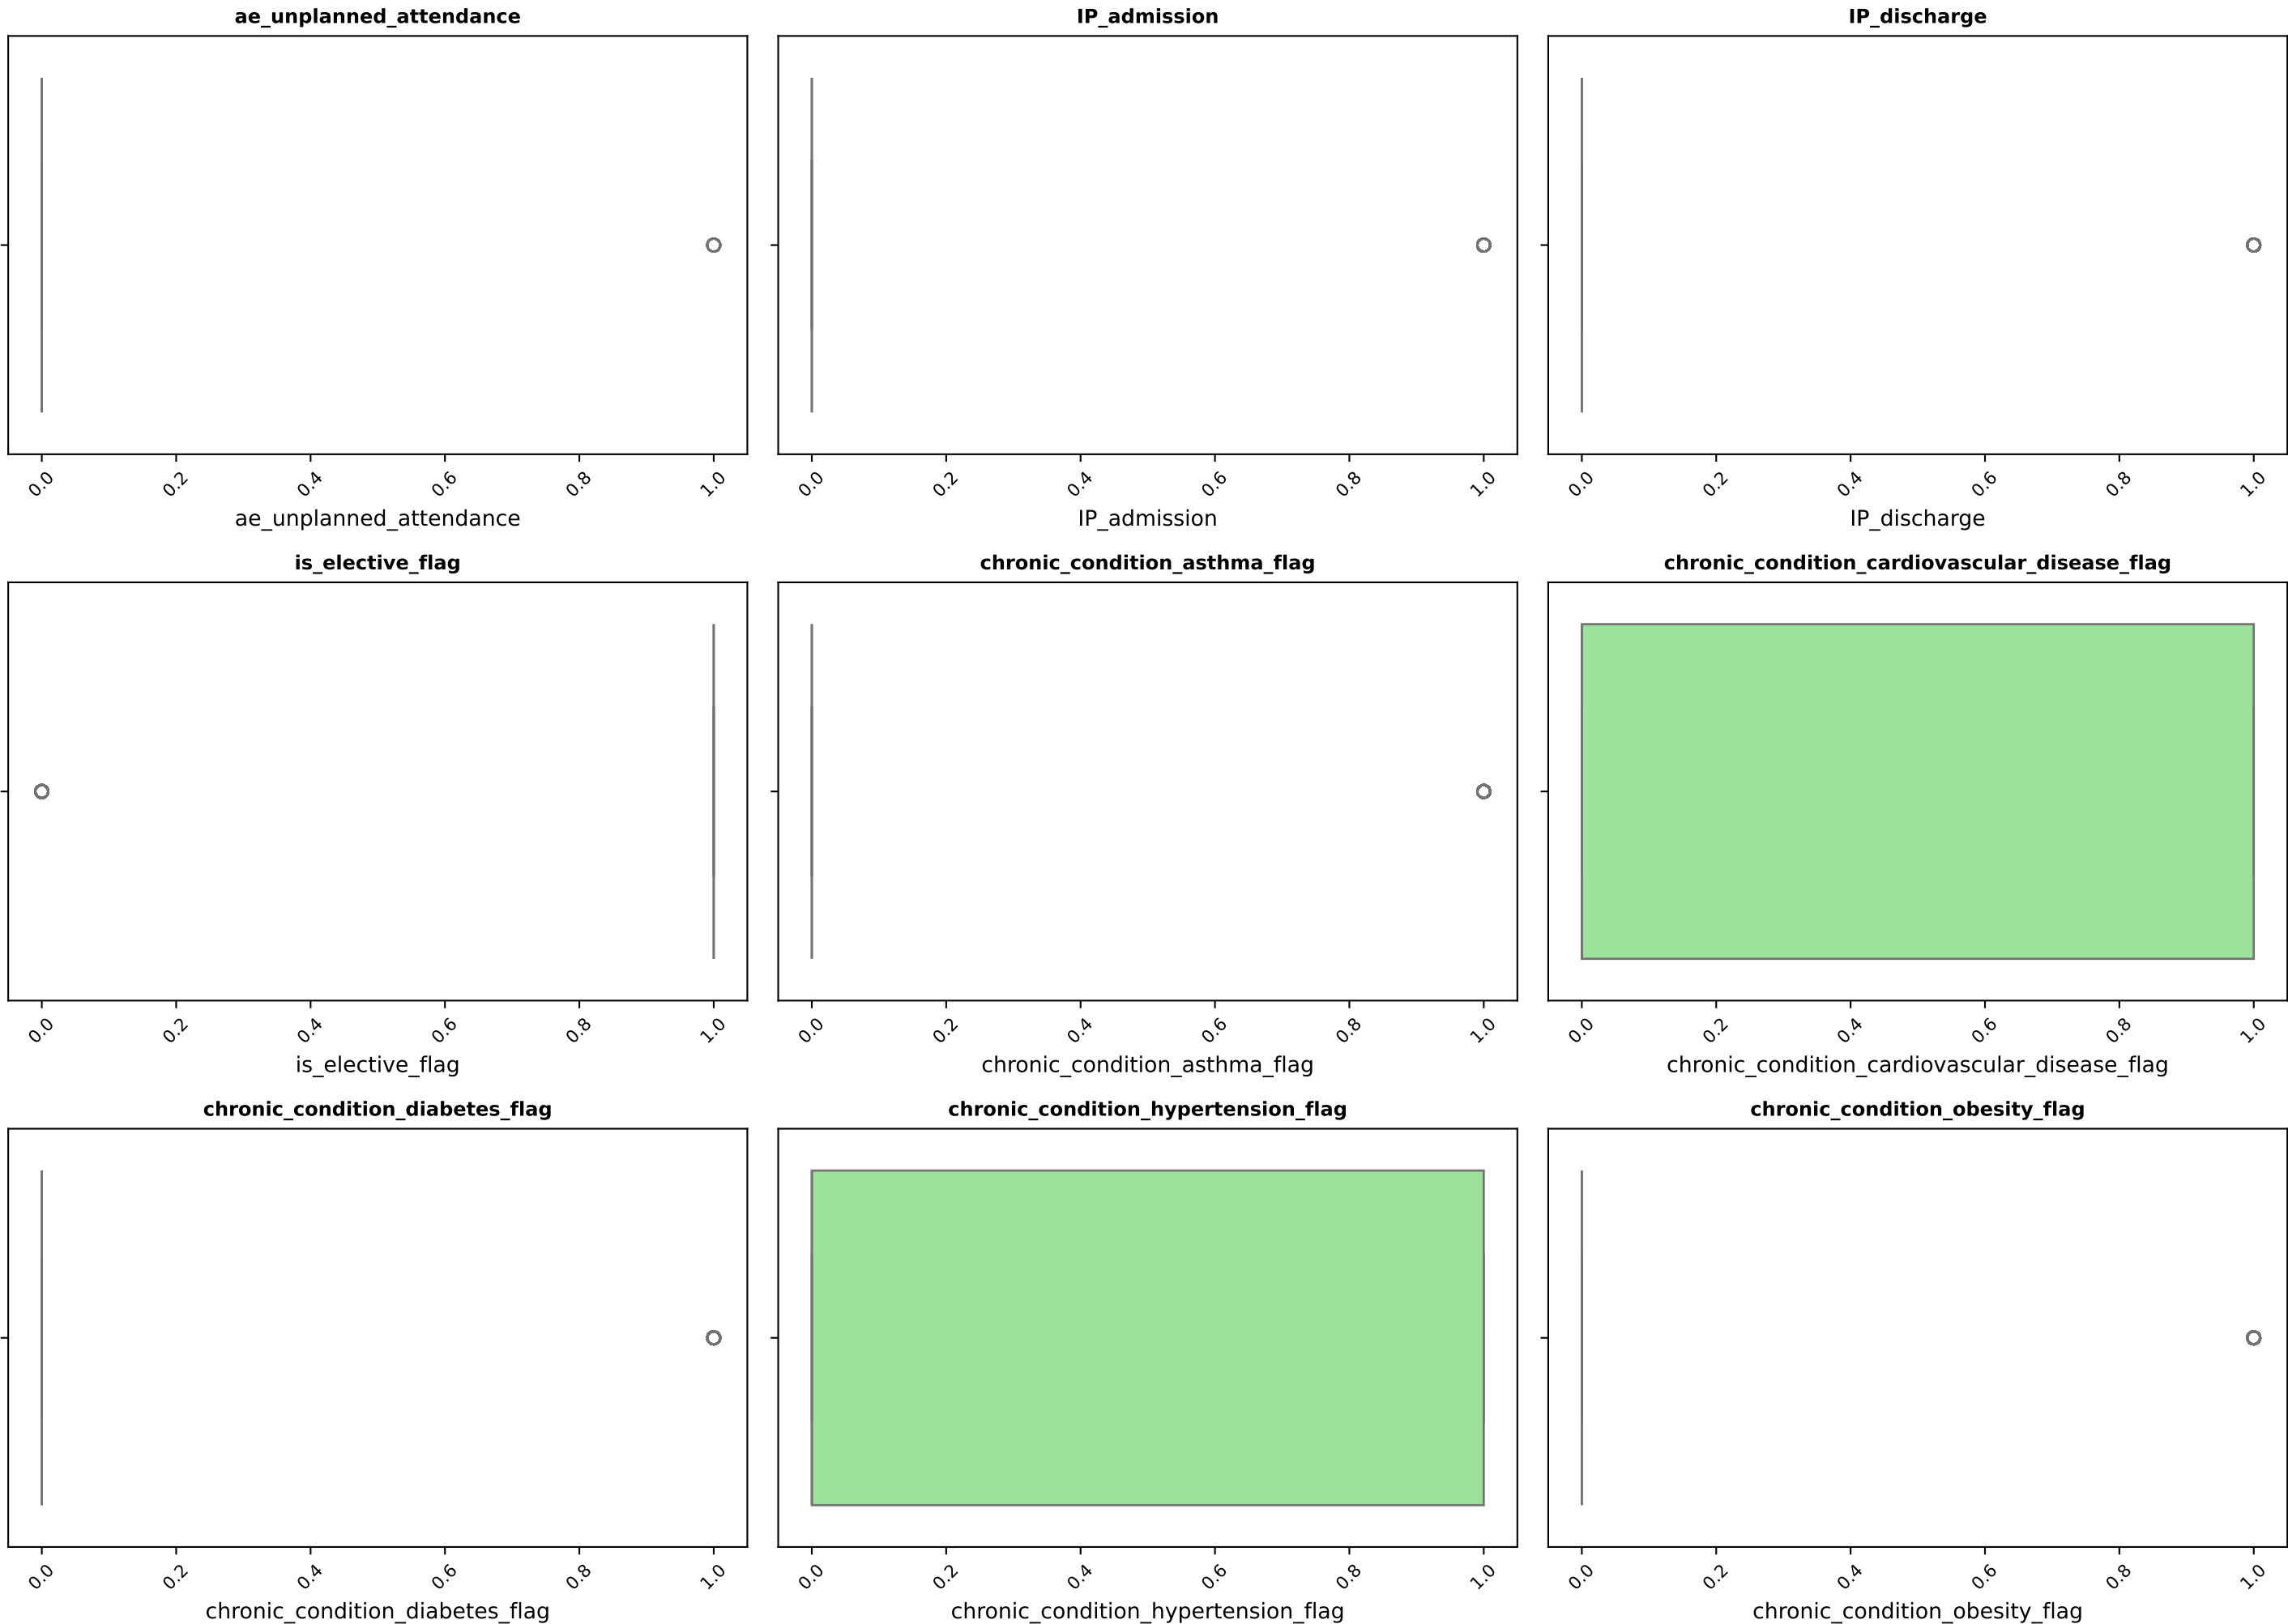 ae_unplanned_attendance
IP_admission
IP_discharge
0.0 0.2 0.4 0.6 0.8 1.0
0.0 0.2 0.4 0.6 0.8 1.0
0.0 0.2 0.4 0.6 0.8 1.0
ae_unplanned_attendance
IP_admission
IP_discharge
is_elective_flag
chronic_condition_asthma_flag
chronic_condition_cardiovascular_disease_flag
0.0 0.2 0.4 0.6 0.8 1.0
0.0 0.2 0.4 0.6 0.8 1.0
0.0 0.2 0.4 0.6 0.8 1.0
is_elective_flag
chronic_condition_asthma_flag
chronic_condition_cardiovascular_disease_flag
chronic_condition_diabetes_flag
chronic_condition_hypertension_flag
chronic_condition_obesity_flag
0.0 0.2 0.4 0.6 0.8 1.0
0.0 0.2 0.4 0.6 0.8 1.0
0.0 0.2 0.4 0.6 0.8 1.0
chronic_condition_diabetes_flag
chronic_condition_hypertension_flag
chronic_condition_obesity_flag